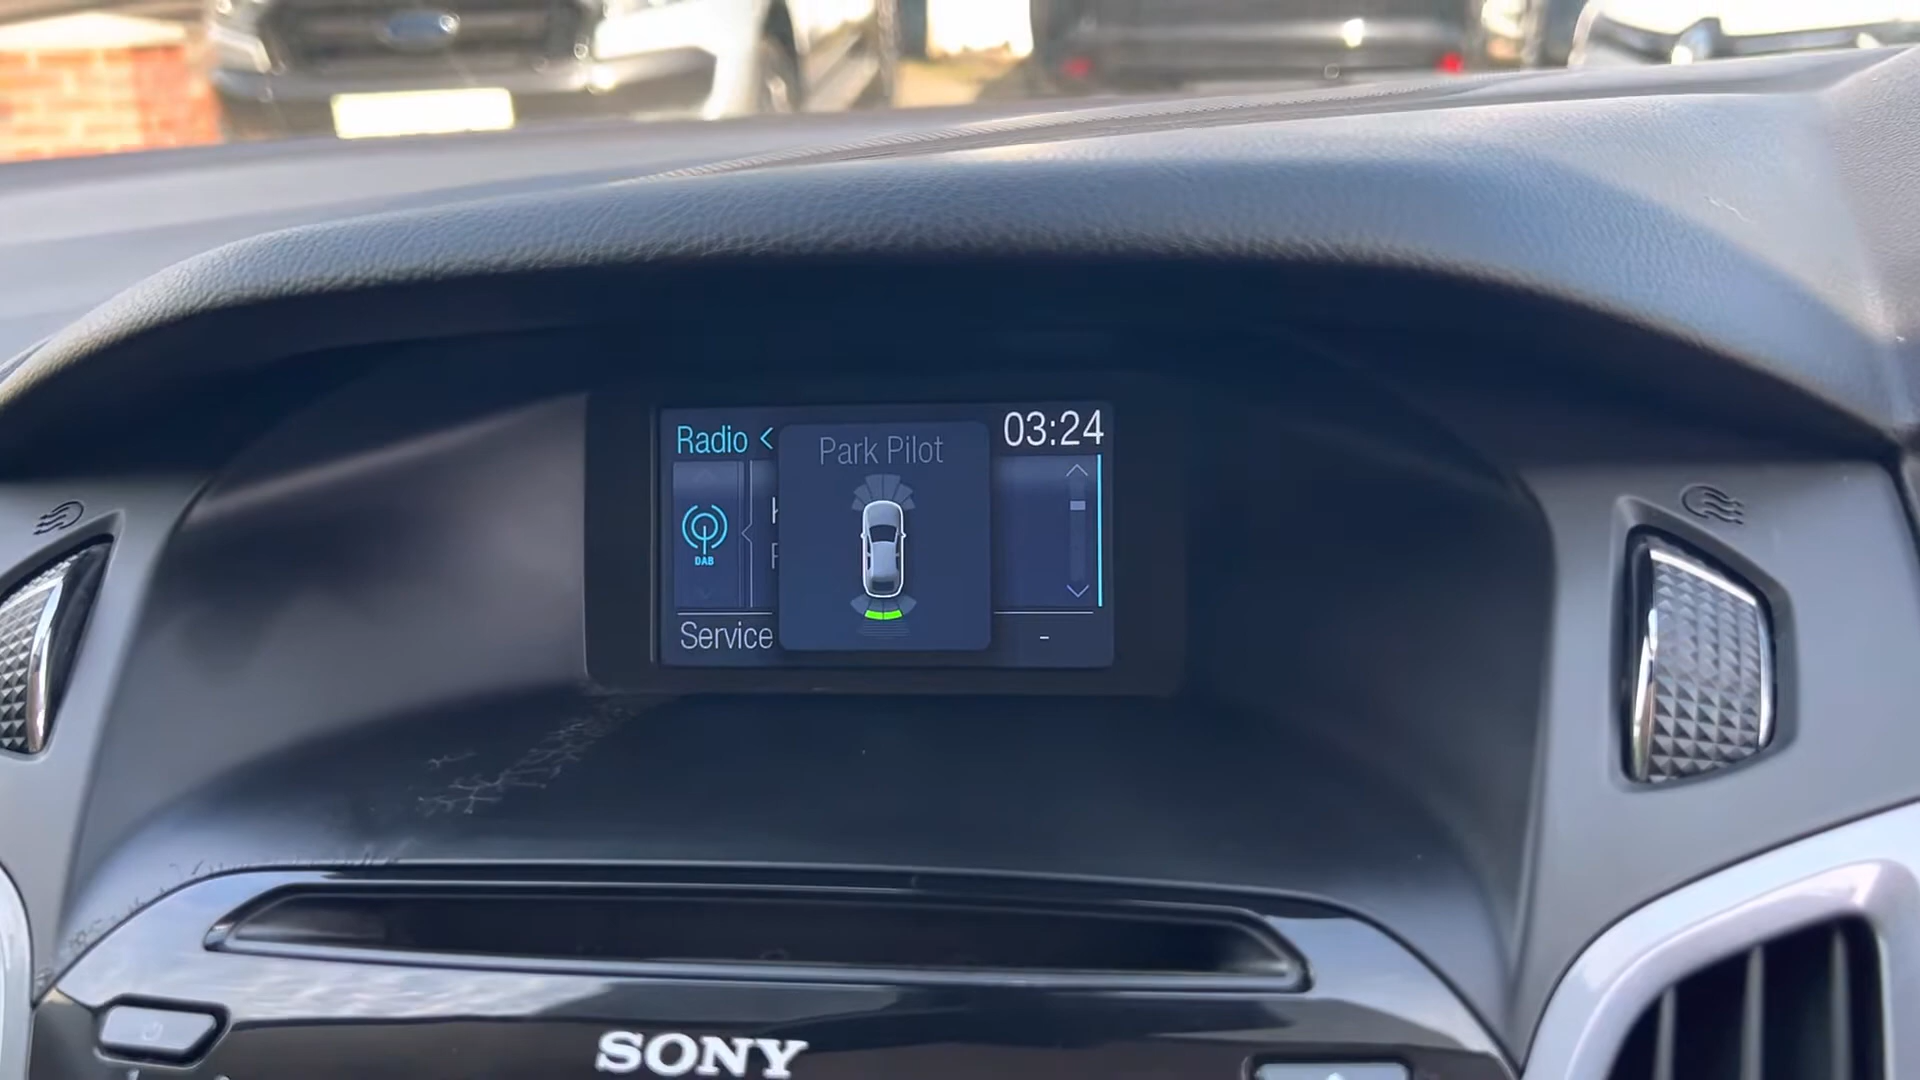 Radio <
Park Pilot
03:24
DAB
Service
-
SONY